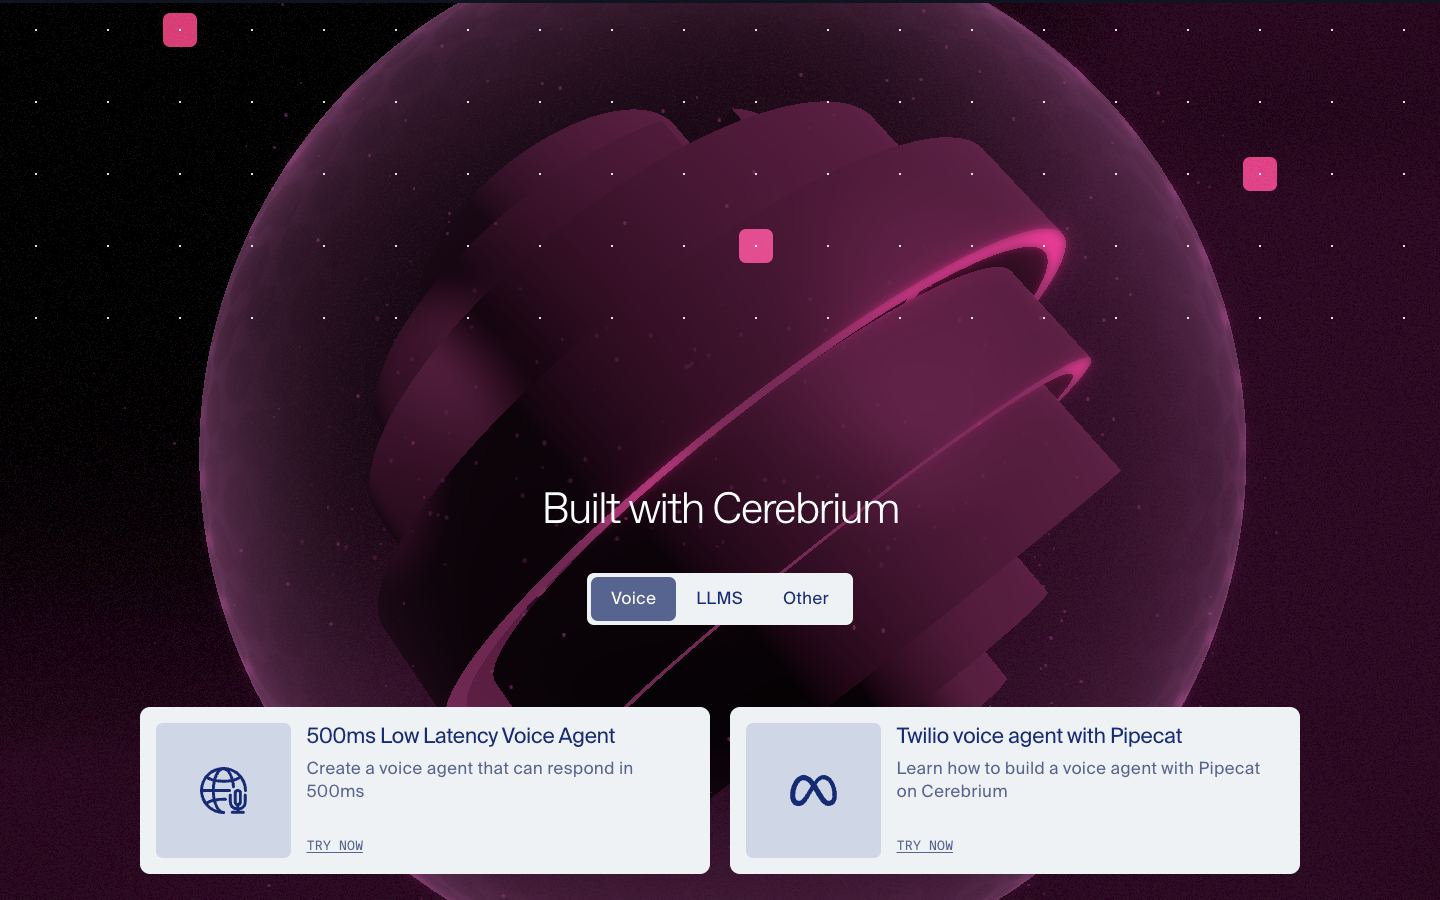 Built with Cerebrium
Voice
LLMS
Other
500ms Low Latency Voice Agent
Create a voice agent that can respond in
500ms
TRY NOW
Twilio voice agent with Pipecat
Learn how to build a voice agent with Pipecat
on Cerebrium
TRY NOW